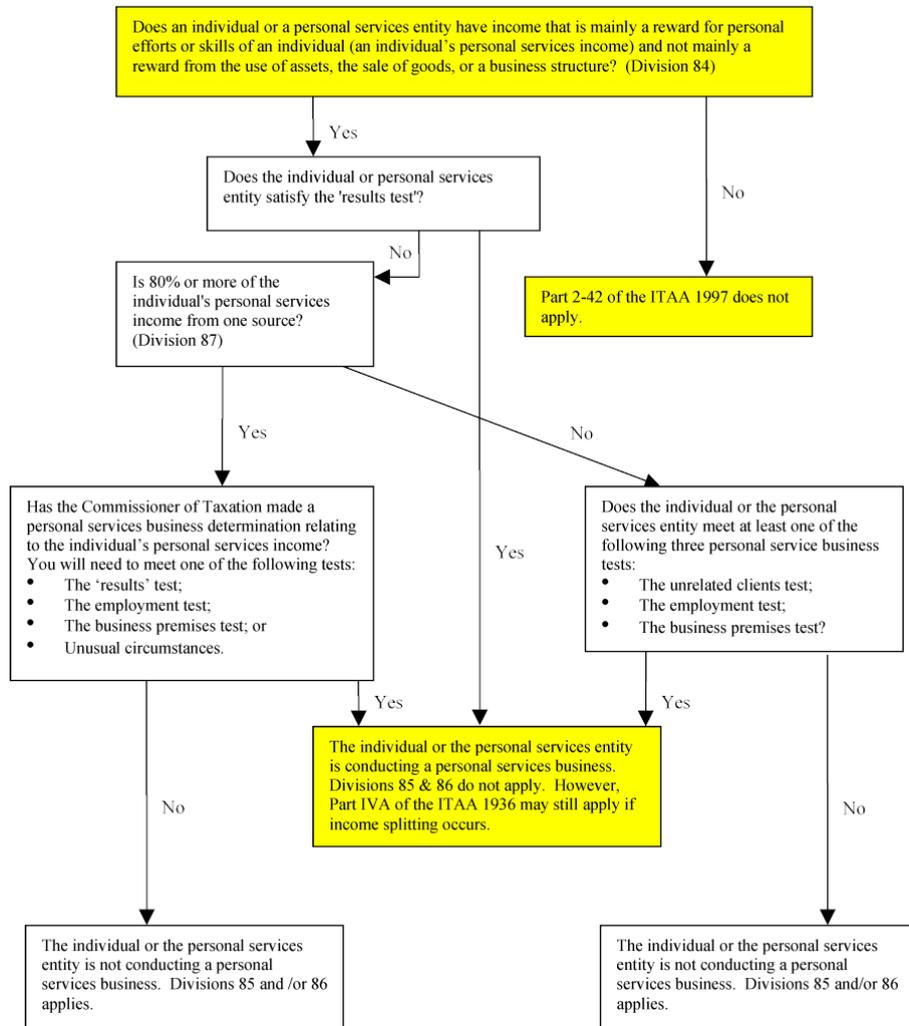 Does an individual or a personal services entity have income that is mainly a reward for personal
efforts or skills of an individual (an individual’s personal services income) and not mainly a
reward from the use of assets, the sale of goods, or a business structure?  (Division 84)
Yes
No
Does the individual or personal services
entity satisfy the 'results test'?
No
Is 80% or more of the
individual's personal services
income from one source?
(Division 87)
Part 2-42 of the ITAA 1997 does not
apply.
Yes
No
Yes
Has the Commissioner of Taxation made a
personal services business determination relating
to the individual’s personal services income?
You will need to meet one of the following tests:
• The ‘results’ test;
• The employment test;
• The business premises test; or
• Unusual circumstances.
Does the individual or the personal
services entity meet at least one of the
following three personal service business
tests:
• The unrelated clients test;
• The employment test;
• The business premises test?
Yes
Yes
The individual or the personal services entity
is conducting a personal services business.
Divisions 85 & 86 do not apply.  However,
Part IVA of the ITAA 1936 may still apply if
income splitting occurs.
No
No
The individual or the personal services
entity is not conducting a personal
services business.  Divisions 85 and /or 86
applies.
The individual or the personal services
entity is not conducting a personal
services business.  Divisions 85 and/or 86
applies.